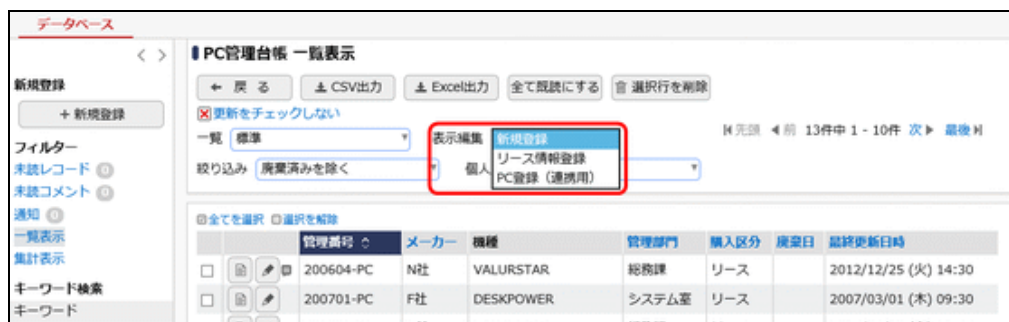 データベース
PC管理台帳 一覧表示
新規登録
← 戻 る
CSV出力
Excel出力
全て既読にする
選択行を削除
+ 新規登録
更新をチェックしない
一覧 標準
表示編集 新規登録
リース情報登録
PC登録（連携用）
先頭 前 13件中 1 - 10件 次 最後
絞り込み 廃棄済みを除く
個人
フィルター
未読レコード 0
未読コメント 0
通知 0
一覧表示
集計表示
キーワード検索
キーワード
全てを選択 選択を解除
管理番号 メーカー 機種 管理部門 購入区分 廃棄日 最終更新日時
200604-PC N社 VALURSTAR 総務課 リース 2012/12/25 (火) 14:30
200701-PC F社 DESKPOWER システム室 リース 2007/03/01 (木) 09:30